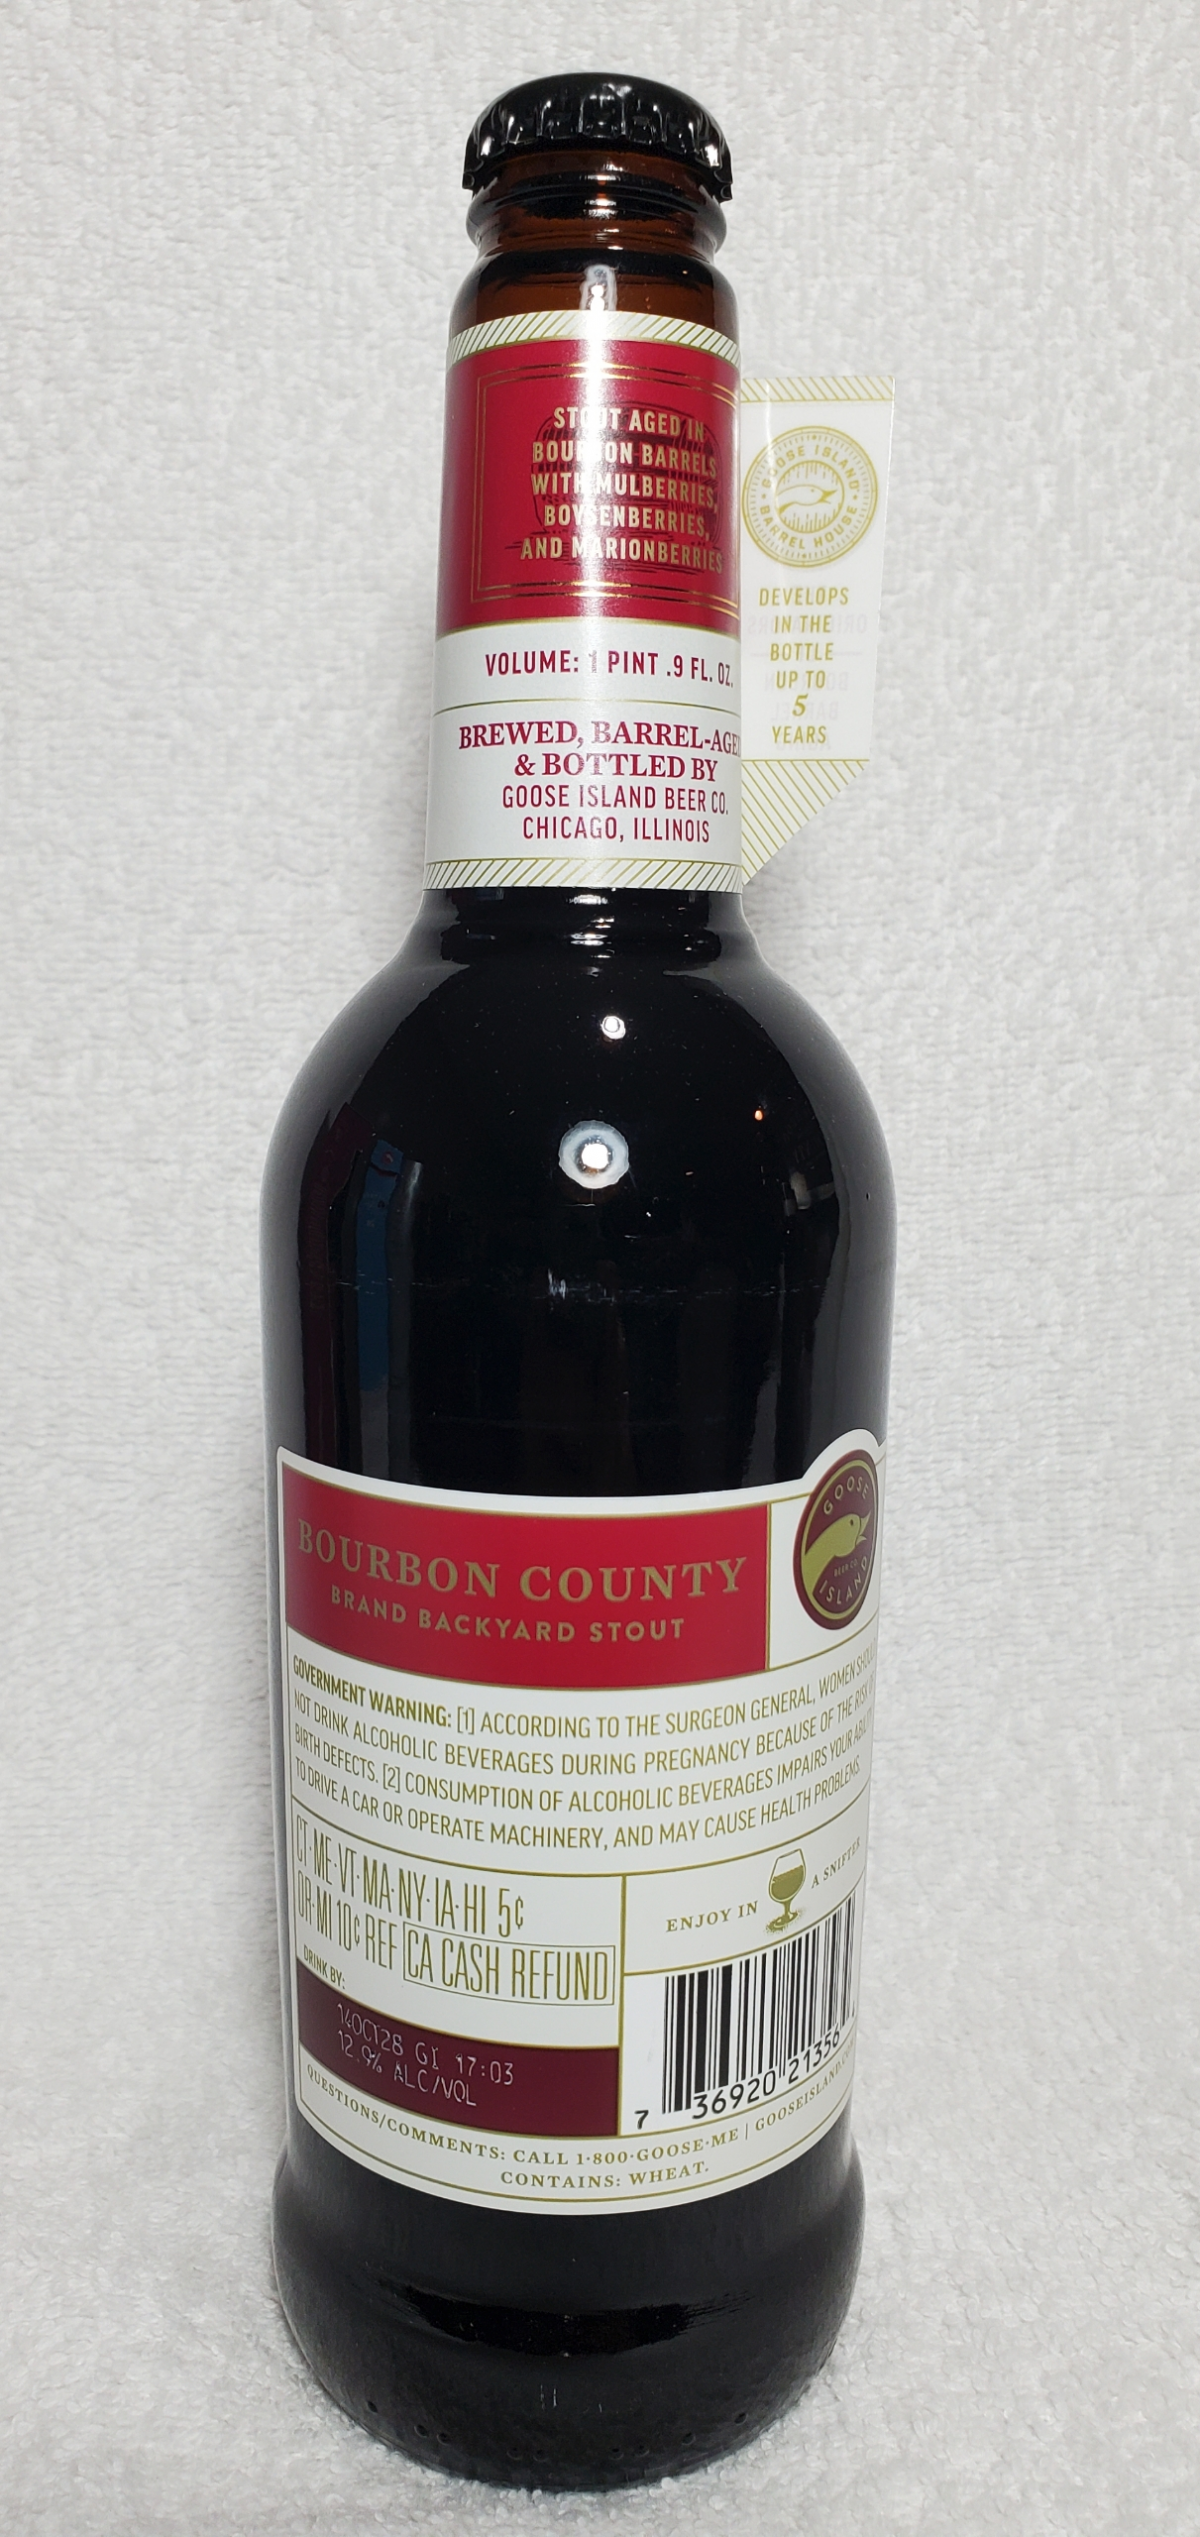 STOUT AGED IN
BOURBON BARRELS
WITH MULBERRIES,
BOYSENBERRIES,
AND MARIONBERRIES
VOLUME: 1 PINT .9 FL. OZ.
BREWED, BARREL-AGED
& BOTTLED BY
GOOSE ISLAND BEER CO.
CHICAGO, ILLINOIS
GOOSE ISLAND
BARREL HOUSE
DEVELOPS
IN THE
BOTTLE
UP TO
5
YEARS
BOURBON COUNTY
BRAND BACKYARD STOUT
GOOSE
BEER CO.
ISLAND
GOVERNMENT WARNING: [1] ACCORDING TO THE SURGEON GENERAL, WOMEN SHOULD
NOT DRINK ALCOHOLIC BEVERAGES DURING PREGNANCY BECAUSE OF THE RISK OF
BIRTH DEFECTS. [2] CONSUMPTION OF ALCOHOLIC BEVERAGES IMPAIRS YOUR ABILITY
TO DRIVE A CAR OR OPERATE MACHINERY, AND MAY CAUSE HEALTH PROBLEMS.
CT·ME·VT·MA·NY·IA·HI 5¢
OR·MI 10¢ REF CA CASH REFUND
DRINK BY:
14OCT26 GI 17:03
12.9% ALC/VOL
ENJOY IN A SNIFTER
7 36920 21356
QUESTIONS/COMMENTS: CALL 1·800·GOOSE·ME | GOOSEISLAND.COM
CONTAINS: WHEAT.